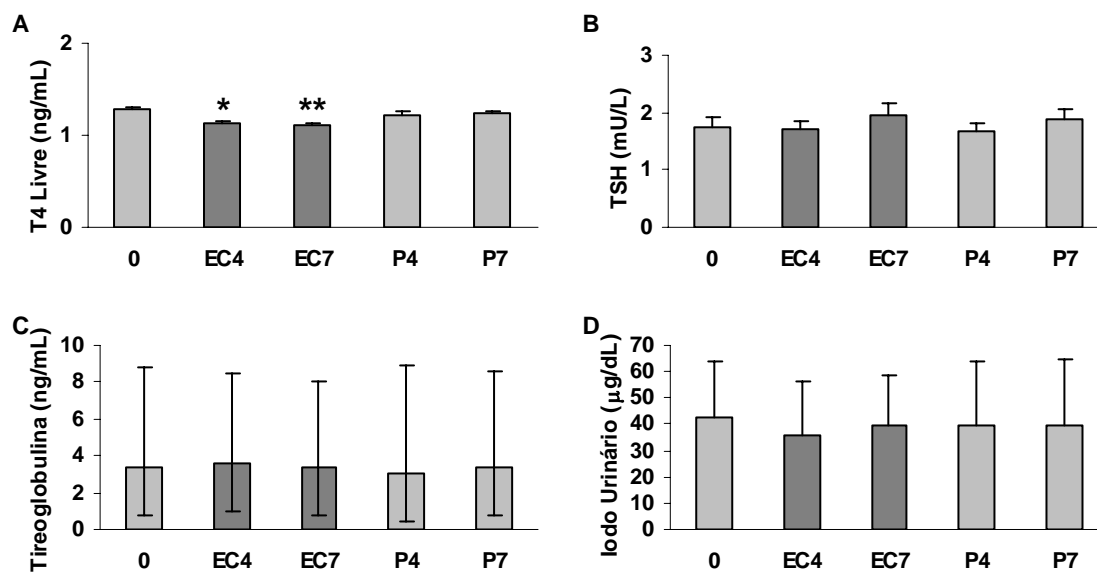 A
T4 Livre (ng/mL)
2
1
0
*
**
0 EC4 EC7 P4 P7
B
TSH (mU/L)
3
2
1
0
0 EC4 EC7 P4 P7
C
Tireoglobulina (ng/mL)
10
8
6
4
2
0
0 EC4 EC7 P4 P7
D
Iodo Urinário (µg/dL)
70
60
50
40
30
20
10
0
0 EC4 EC7 P4 P7